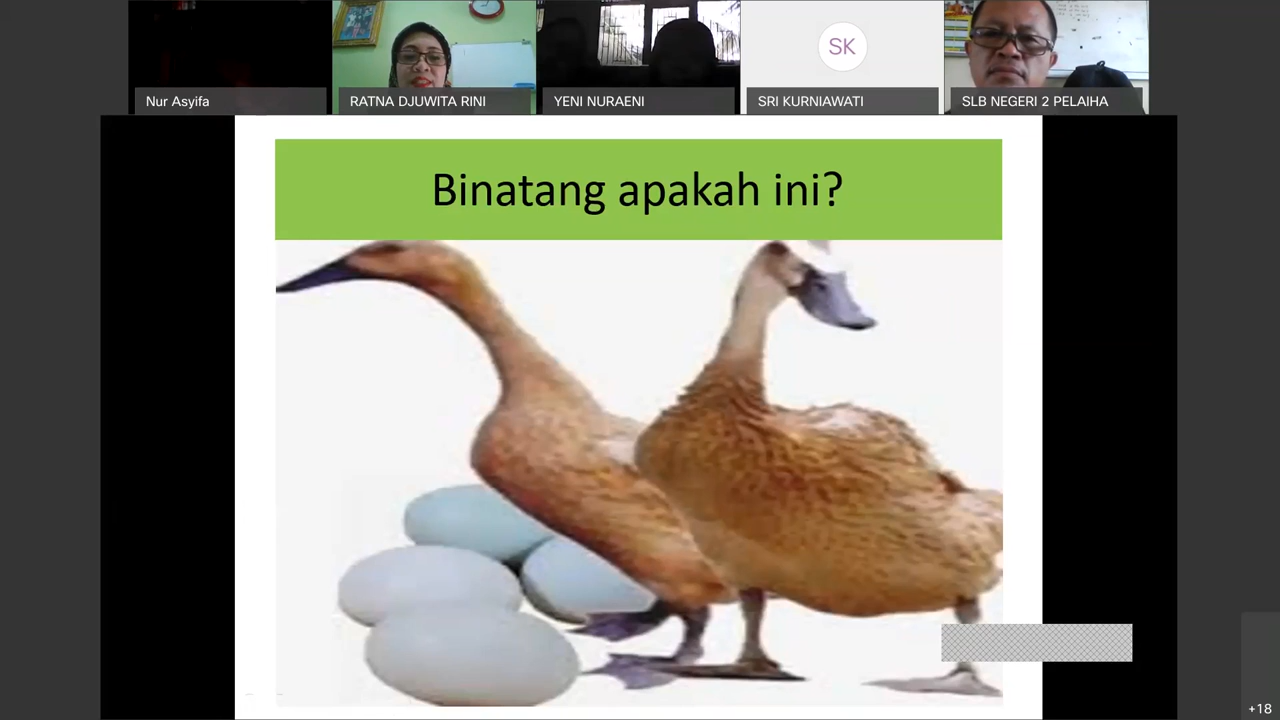 Nur Asyifa
RATNA DJUWITA RINI
YENI NURAENI
SK
SRI KURNIAWATI
SLB NEGERI 2 PELAIHA
Binatang apakah ini?
+18